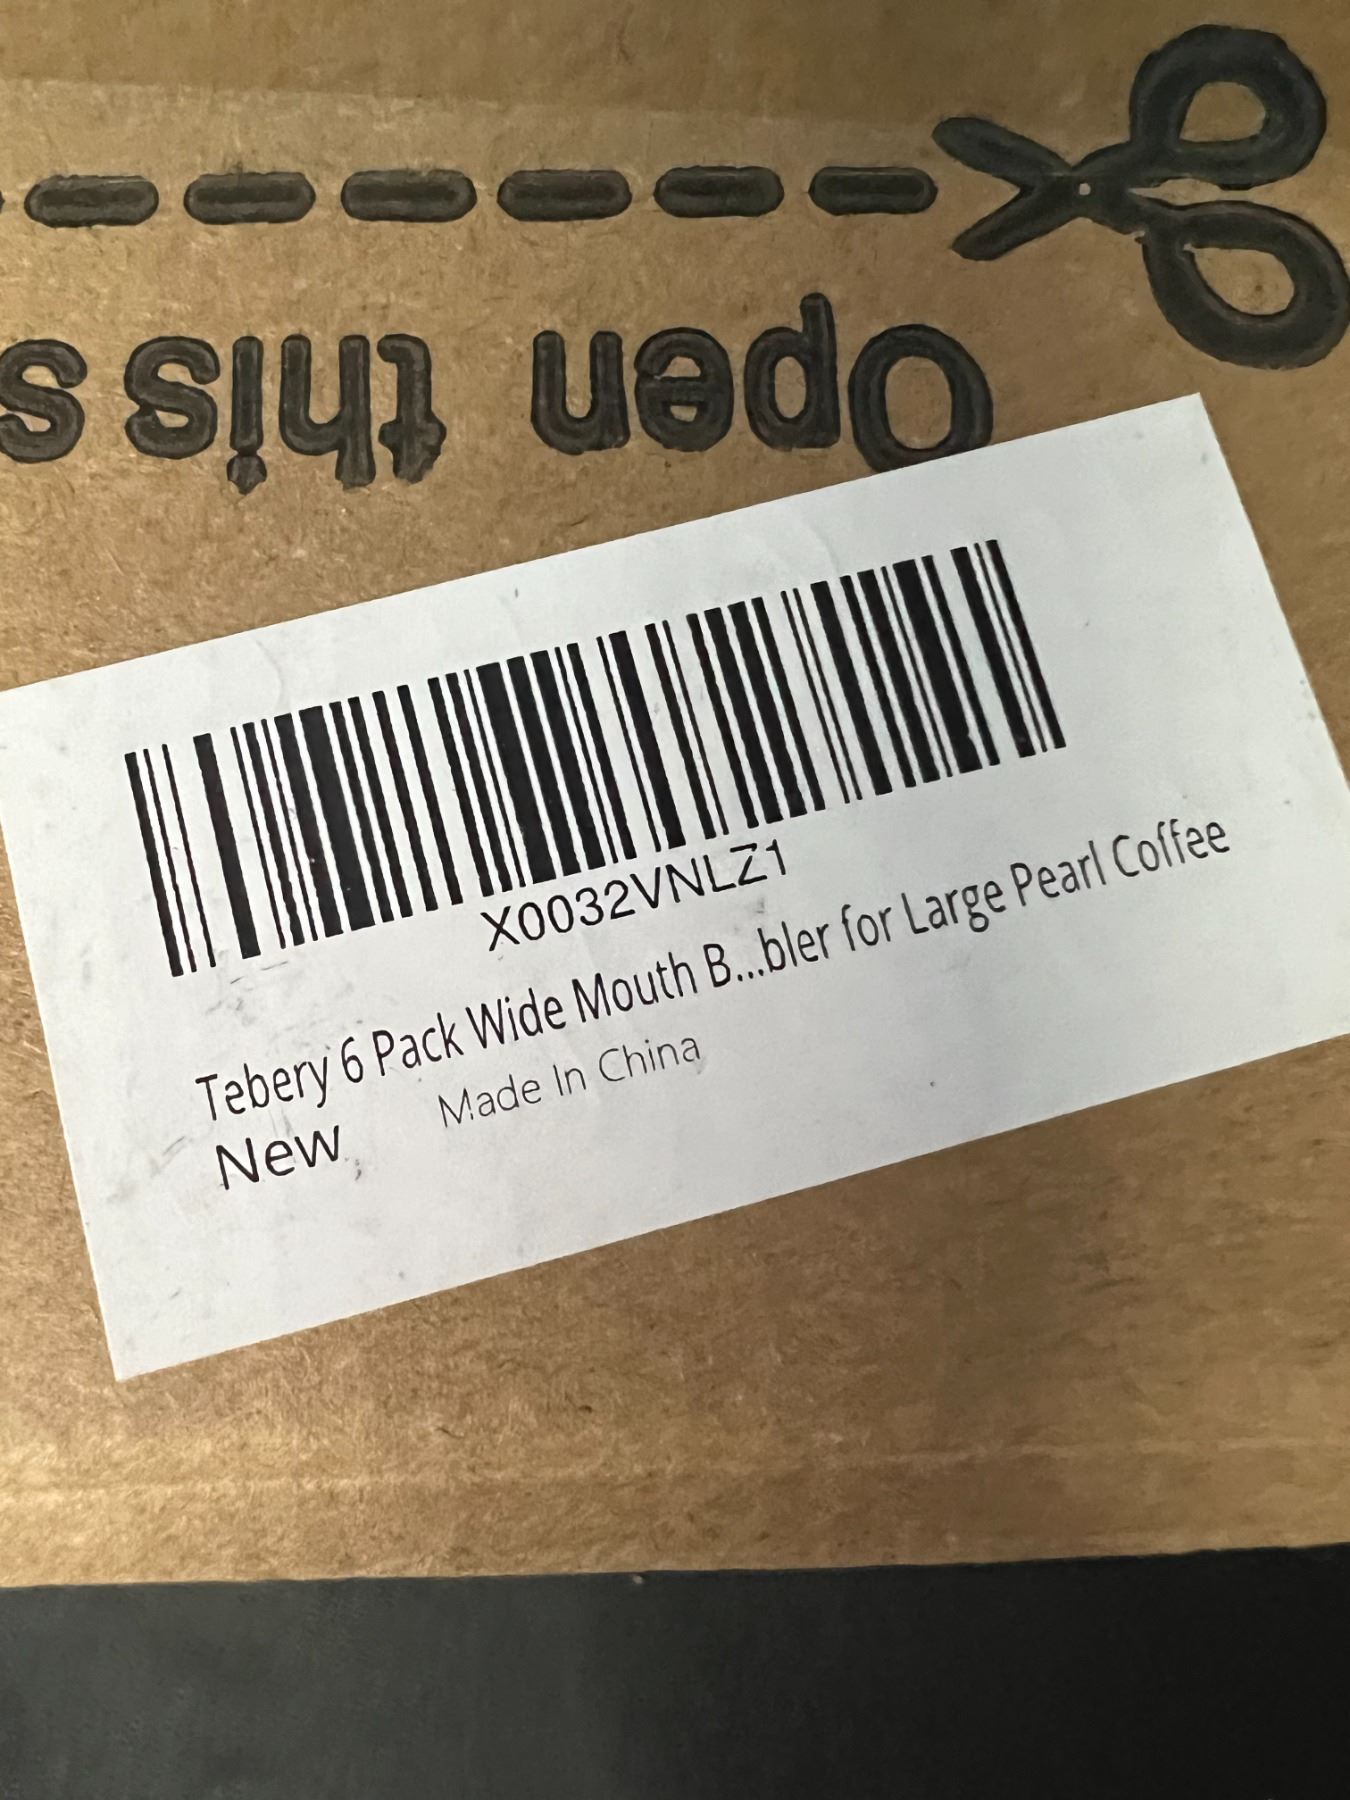 Open this s
X0032VNLZ1
Tebery 6 Pack Wide Mouth B...bler for Large Pearl Coffee
New Made In China